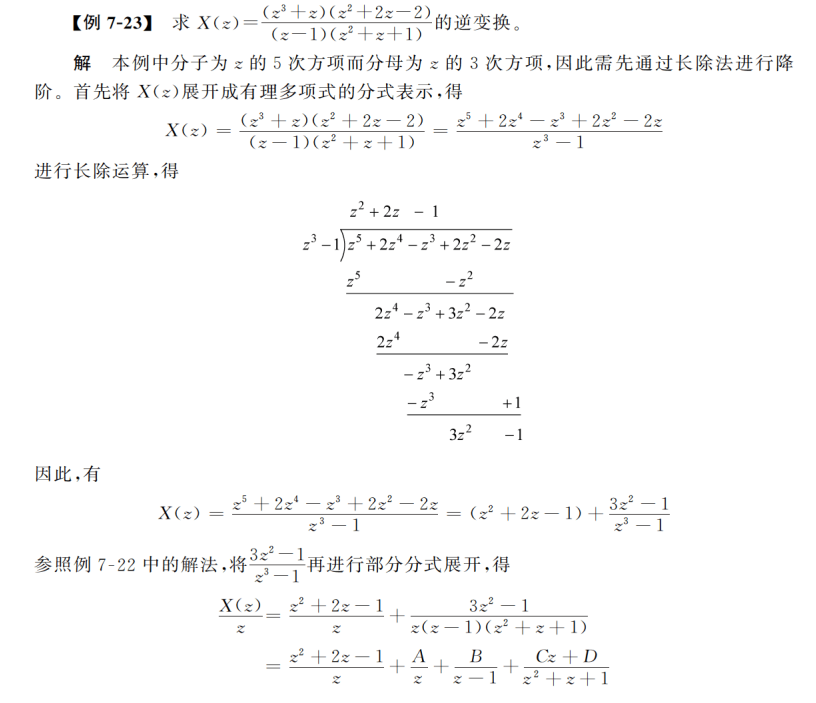 【例 7-23】 求 X(z)=\frac{(z^3+z)(z^2+2z-2)}{(z-1)(z^2+z+1)}的逆变换。
解 本例中分子为 z 的 5 次方项而分母为 z 的 3 次方项,因此需先通过长除法进行降
阶。首先将 X(z)展开成有理多项式的分式表示,得
X(z) = \frac{(z^3+z)(z^2+2z-2)}{(z-1)(z^2+z+1)} = \frac{z^5+2z^4-z^3+2z^2-2z}{z^3-1}
进行长除运算,得
z^2+2z -1
z^3-1)z^5+2z^4-z^3+2z^2-2z
z^5 -z^2
2z^4-z^3+3z^2-2z
2z^4 -2z
-z^3+3z^2
-z^3 +1
3z^2 -1
因此,有
X(z) = \frac{z^5+2z^4-z^3+2z^2-2z}{z^3-1} = (z^2+2z-1)+\frac{3z^2-1}{z^3-1}
参照例 7-22 中的解法,将\frac{3z^2-1}{z^3-1}再进行部分分式展开,得
\frac{X(z)}{z} = \frac{z^2+2z-1}{z}+\frac{3z^2-1}{z(z-1)(z^2+z+1)}
= \frac{z^2+2z-1}{z}+\frac{A}{z}+\frac{B}{z-1}+\frac{Cz+D}{z^2+z+1}